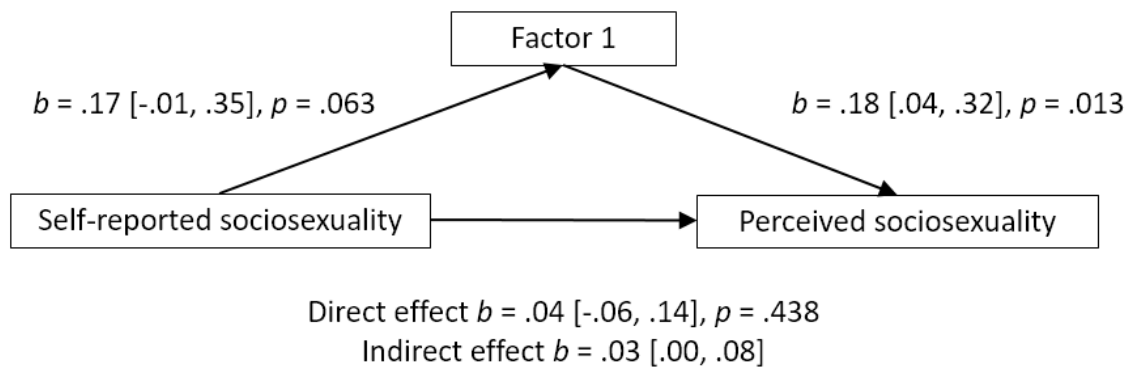 Factor 1
b = .17 [-.01, .35], p = .063
b = .18 [.04, .32], p = .013
Self-reported sociosexuality
Perceived sociosexuality
Direct effect b = .04 [-.06, .14], p = .438
Indirect effect b = .03 [.00, .08]